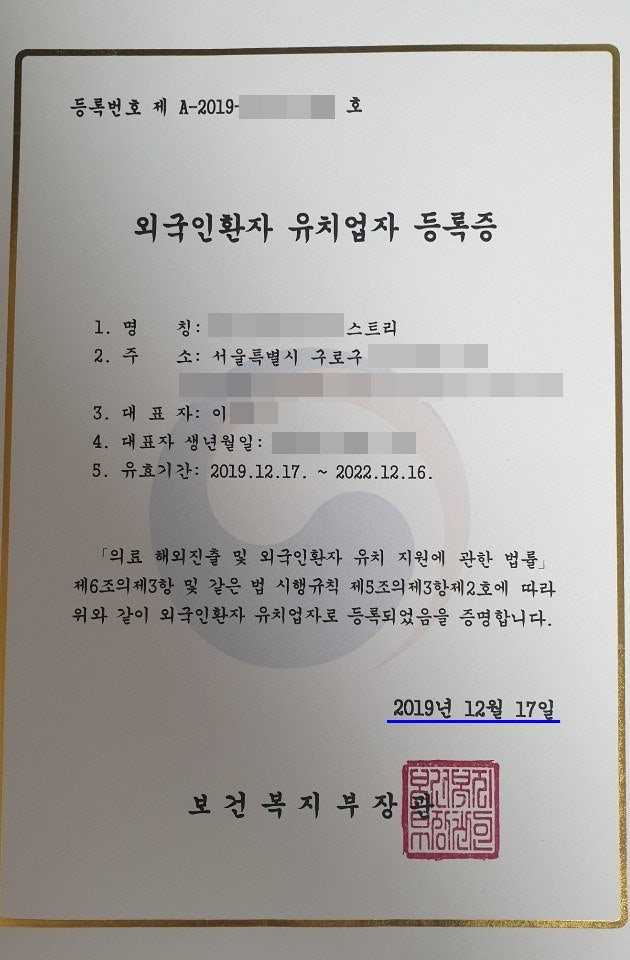 등록번호 제 A-2019- 호
외국인환자 유치업자 등록증
1. 명 칭: 스트리
2. 주 소: 서울특별시 구로구
3. 대 표 자: 이
4. 대표자 생년월일:
5. 유효기간: 2019.12.17. ~ 2022.12.16.
「의료 해외진출 및 외국인환자 유치 지원에 관한 법률」
제6조의제3항 및 같은 법 시행규칙 제5조의제3항제2호에 따라
위와 같이 외국인환자 유치업자로 등록되었음을 증명합니다.
2019년 12월 17일
보건복지부장관